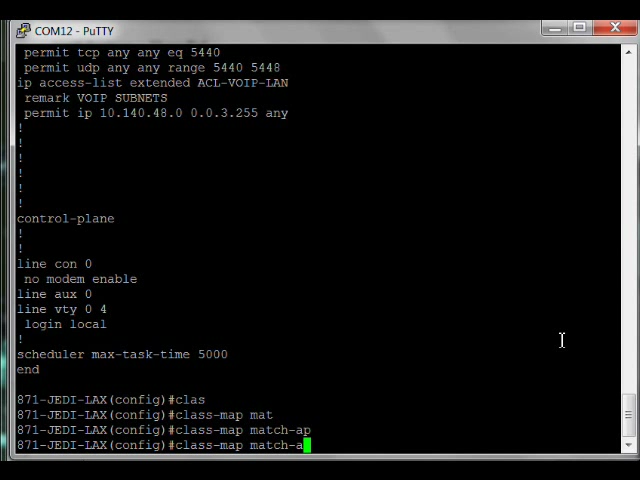 COM12 - PuTTY
permit tcp any any eq 5440
permit udp any any range 5440 5448
ip access-list extended ACL-VOIP-LAN
remark VOIP SUBNETS
permit ip 10.140.48.0 0.0.3.255 any
!
!
!
!
!
!
control-plane
!
!
line con 0
no modem enable
line aux 0
line vty 0 4
login local
!
scheduler max-task-time 5000
end
871-JEDI-LAX(config)#clas
871-JEDI-LAX(config)#class-map mat
871-JEDI-LAX(config)#class-map match-ap
871-JEDI-LAX(config)#class-map match-a